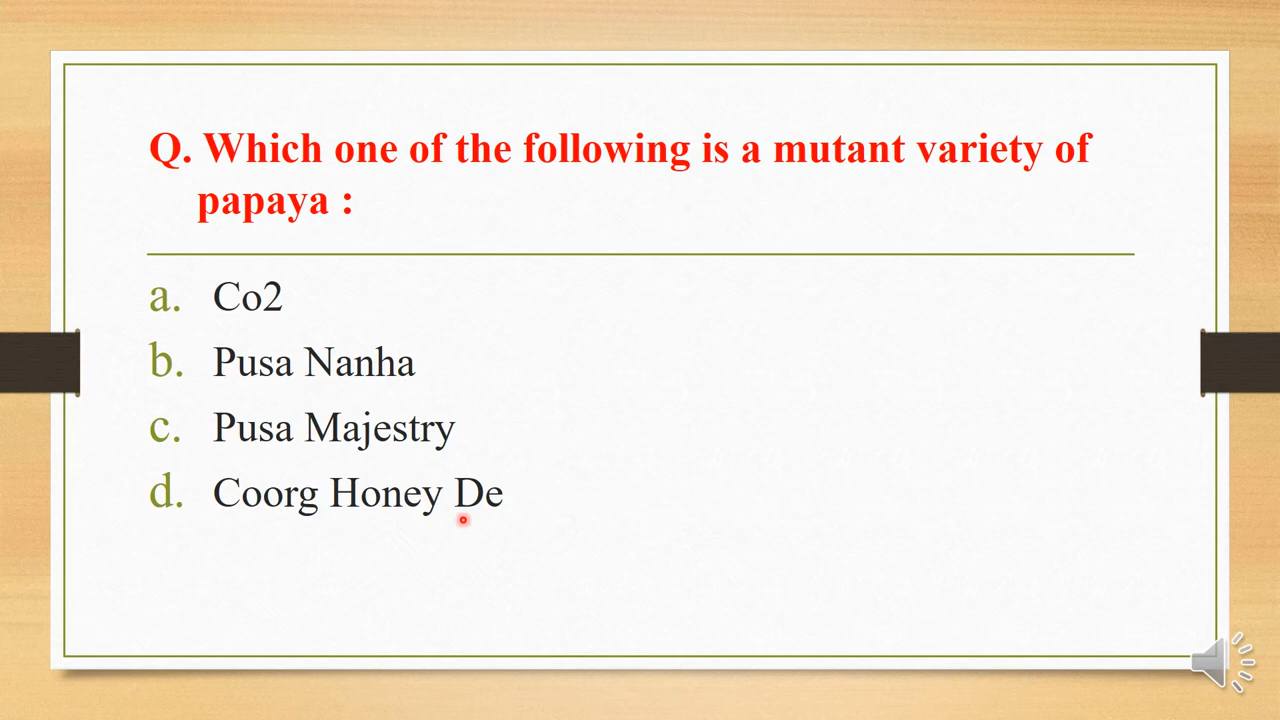 Q. Which one of the following is a mutant variety of
papaya :
a. Co2
b. Pusa Nanha
c. Pusa Majestry
d. Coorg Honey De